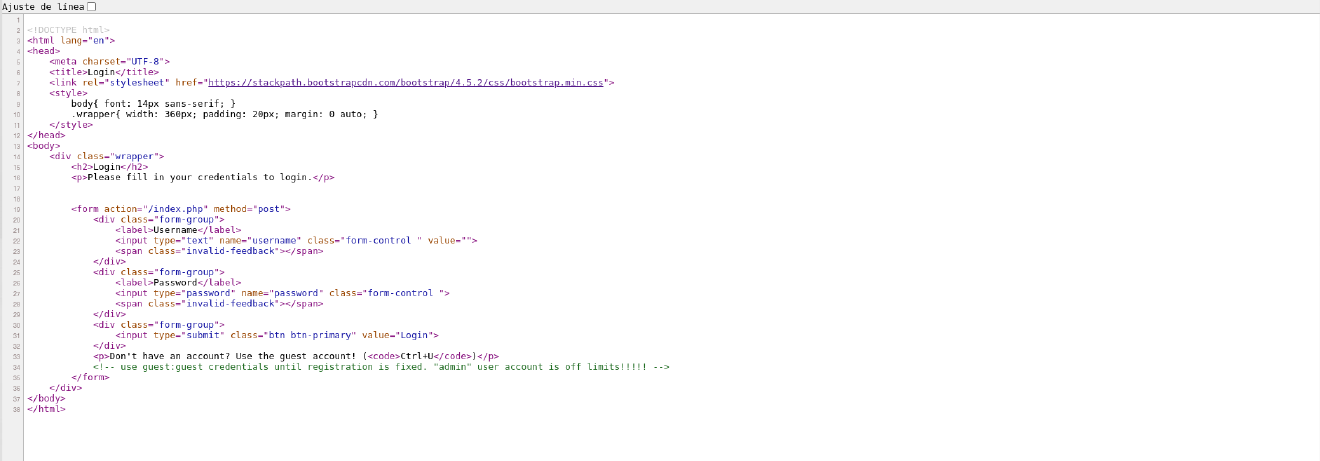 Ajuste de línea
1
2 <!DOCTYPE html>
3 <html lang="en">
4 <head>
5     <meta charset="UTF-8">
6     <title>Login</title>
7     <link rel="stylesheet" href="https://stackpath.bootstrapcdn.com/bootstrap/4.5.2/css/bootstrap.min.css">
8     <style>
9         body{ font: 14px sans-serif; }
10         .wrapper{ width: 360px; padding: 20px; margin: 0 auto; }
11     </style>
12 </head>
13 <body>
14     <div class="wrapper">
15         <h2>Login</h2>
16         <p>Please fill in your credentials to login.</p>
17
18
19         <form action="/index.php" method="post">
20             <div class="form-group">
21                 <label>Username</label>
22                 <input type="text" name="username" class="form-control " value="">
23                 <span class="invalid-feedback"></span>
24             </div>
25             <div class="form-group">
26                 <label>Password</label>
27                 <input type="password" name="password" class="form-control ">
28                 <span class="invalid-feedback"></span>
29             </div>
30             <div class="form-group">
31                 <input type="submit" class="btn btn-primary" value="Login">
32             </div>
33             <p>Don't have an account? Use the guest account! (<code>Ctrl+U</code>)</p>
34             <!-- use guest:guest credentials until registration is fixed. "admin" user account is off limits!!!!! -->
35         </form>
36     </div>
37 </body>
38 </html>